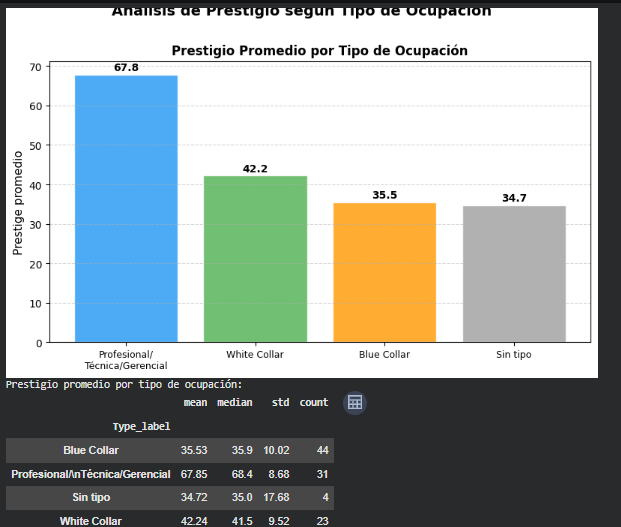 Análisis de Prestigio según Tipo de Ocupación
Prestigio Promedio por Tipo de Ocupación
70
60
50
40
30
20
10
0
Prestige promedio
67.8
42.2
35.5
34.7
Profesional/
Técnica/Gerencial
White Collar
Blue Collar
Sin tipo
Prestigio promedio por tipo de ocupación:
mean median std count
Type_label
Blue Collar 35.53 35.9 10.02 44
Profesional/\nTécnica/Gerencial 67.85 68.4 8.68 31
Sin tipo 34.72 35.0 17.68 4
White Collar 42.24 41.5 9.52 23